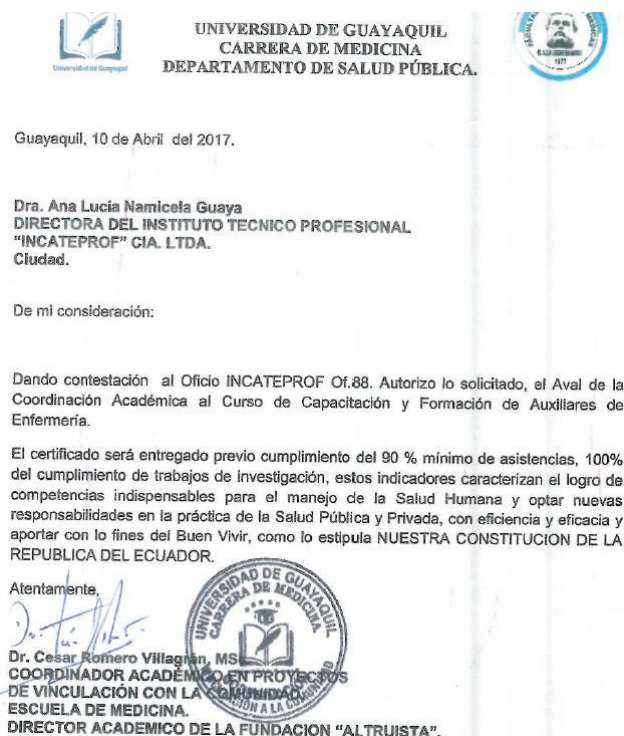 UNIVERSIDAD DE GUAYAQUIL
CARRERA DE MEDICINA
DEPARTAMENTO DE SALUD PÚBLICA.
Universidad de Guayaquil
1877
Guayaquil, 10 de Abril del 2017.
Dra. Ana Lucia Namicela Guaya
DIRECTORA DEL INSTITUTO TECNICO PROFESIONAL
"INCATEPROF" CIA. LTDA.
Ciudad.
De mi consideración:
Dando contestación al Oficio INCATEPROF Of.88. Autorizo lo solicitado, el Aval de la
Coordinación Académica al Curso de Capacitación y Formación de Auxiliares de
Enfermería.
El certificado será entregado previo cumplimiento del 90 % mínimo de asistencias, 100%
del cumplimiento de trabajos de investigación, estos indicadores caracterizan el logro de
competencias indispensables para el manejo de la Salud Humana y optar nuevas
responsabilidades en la práctica de la Salud Pública y Privada, con eficiencia y eficacia y
aportar con lo fines del Buen Vivir, como lo estipula NUESTRA CONSTITUCION DE LA
REPUBLICA DEL ECUADOR.
Atentamente,
UNIVERSIDAD DE GUAYAQUIL
CARRERA DE MEDICINA
Dr. Cesar Romero Villagrán, MSc
COORDINADOR ACADÉMICO EN PROYECTOS
DE VINCULACIÓN CON LA COMUNIDAD
ESCUELA DE MEDICINA.
DIRECTOR ACADEMICO DE LA FUNDACION "ALTRUISTA".